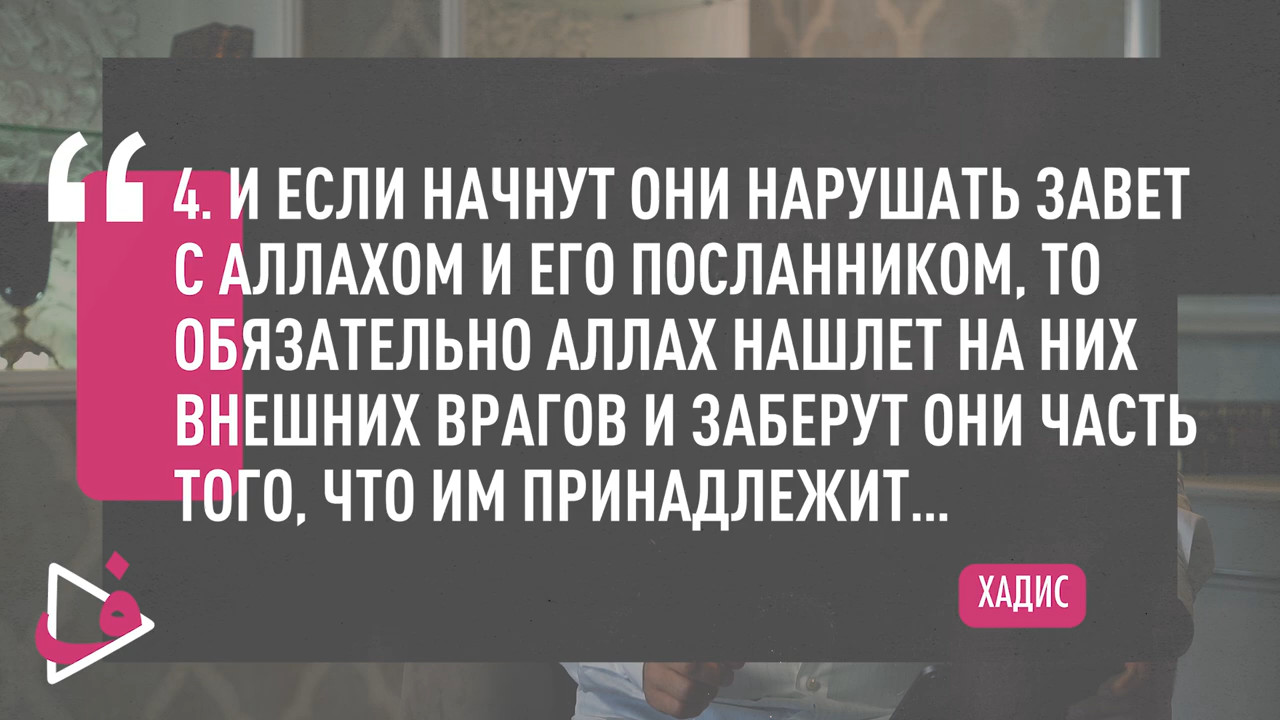 4. И ЕСЛИ НАЧНУТ ОНИ НАРУШАТЬ ЗАВЕТ
С АЛЛАХОМ И ЕГО ПОСЛАННИКОМ, ТО
ОБЯЗАТЕЛЬНО АЛЛАХ НАШЛЕТ НА НИХ
ВНЕШНИХ ВРАГОВ И ЗАБЕРУТ ОНИ ЧАСТЬ
ТОГО, ЧТО ИМ ПРИНАДЛЕЖИТ...
ХАДИС
ف